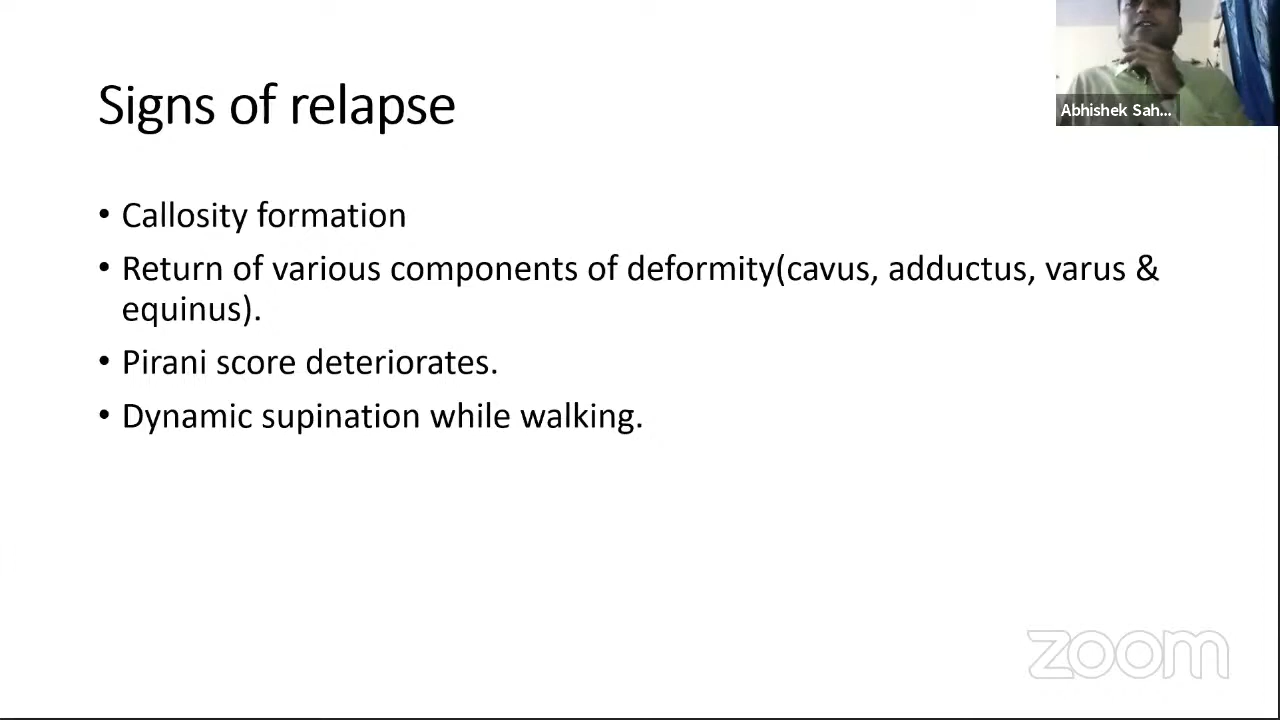 Abhishek Sah...
Signs of relapse
• Callosity formation
• Return of various components of deformity(cavus, adductus, varus &
equinus).
• Pirani score deteriorates.
• Dynamic supination while walking.
zoom